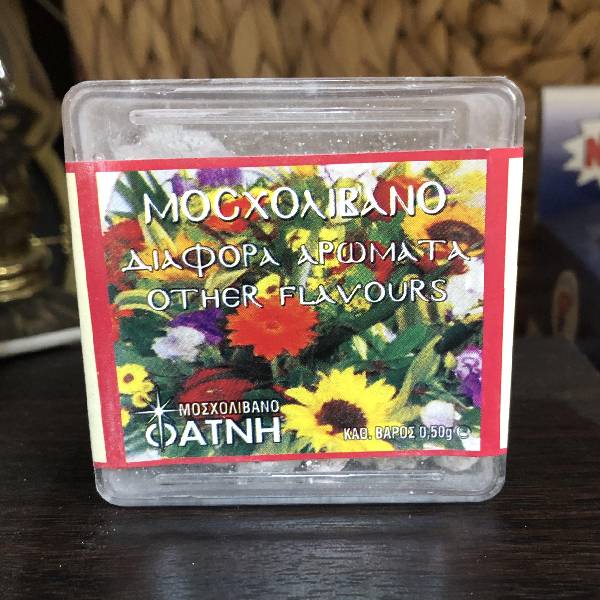 ΜΟΣΧΟΛΙΒΑΝΟ
ΔΙΑΦΟΡΑ ΑΡΩΜΑΤΑ
OTHER FLAVOURS
ΜΟΣΧΟΛΙΒΑΝΟ
ΦΑΤΝΗ
ΚΑΘ. ΒΑΡΟΣ 0,50g e